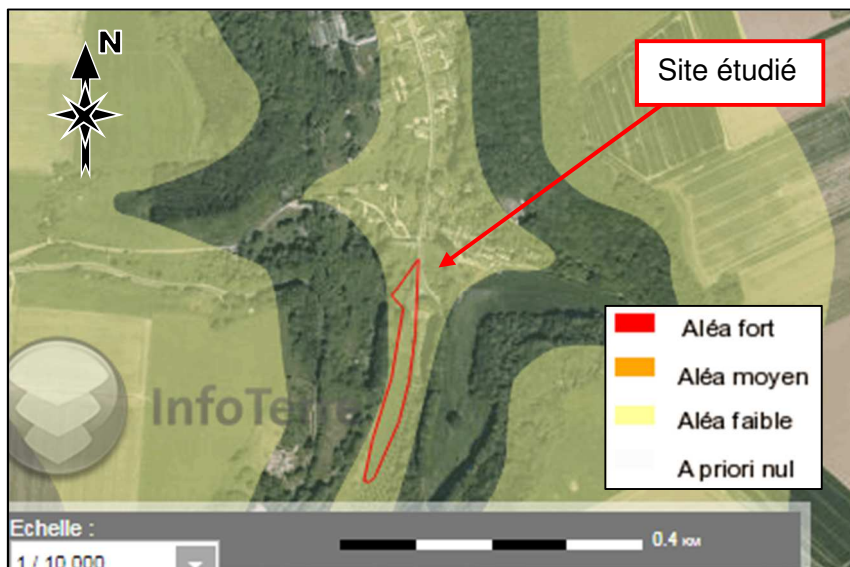 N
Site étudié
Aléa fort
Aléa moyen
Aléa faible
A priori nul
InfoTerre
Echelle :
0.4 KM
1 / 10 000